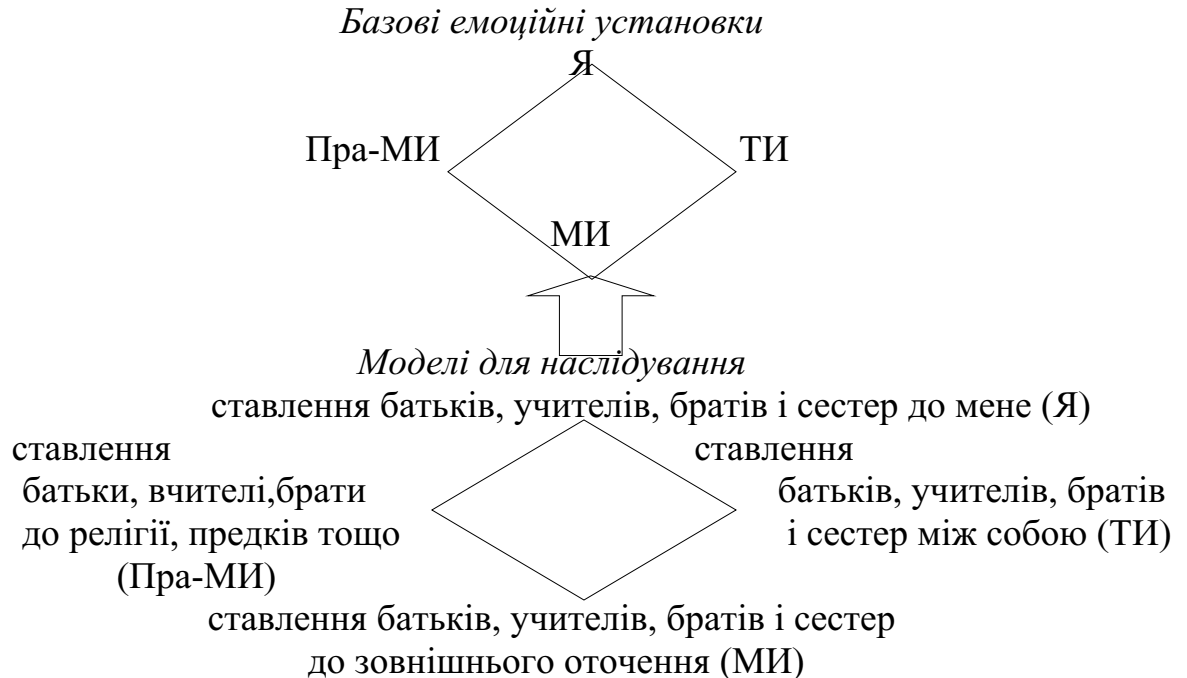 Базові емоційні установки
Я
Пра-МИ ТИ
МИ
Моделі для наслідування
ставлення батьків, учителів, братів і сестер до мене (Я)
ставлення ставлення
батьки, вчителі,брати батьків, учителів, братів
до релігії, предків тощо і сестер між собою (ТИ)
(Пра-МИ)
ставлення батьків, учителів, братів і сестер
до зовнішнього оточення (МИ)